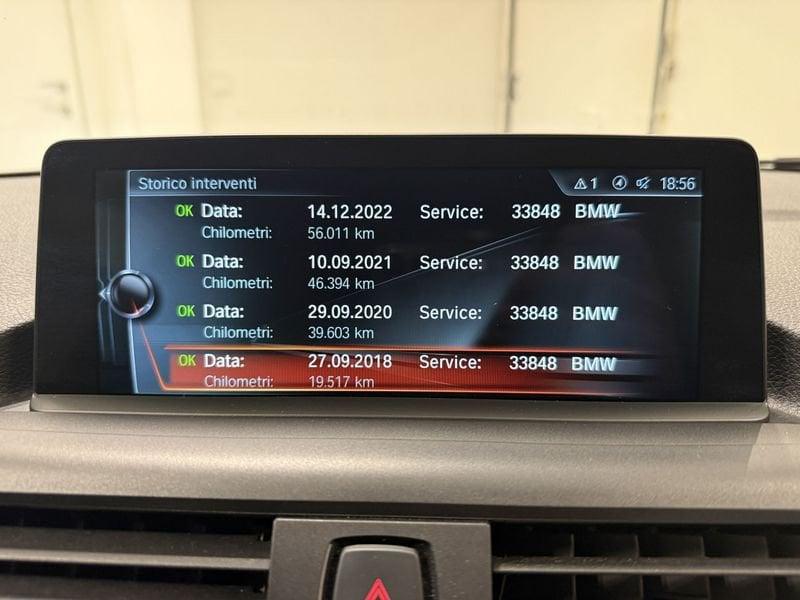 Storico interventi 1 18:56
OK Data: 14.12.2022 Service: 33848 BMW
Chilometri: 56.011 km
OK Data: 10.09.2021 Service: 33848 BMW
Chilometri: 46.394 km
OK Data: 29.09.2020 Service: 33848 BMW
Chilometri: 39.603 km
OK Data: 27.09.2018 Service: 33848 BMW
Chilometri: 19.517 km